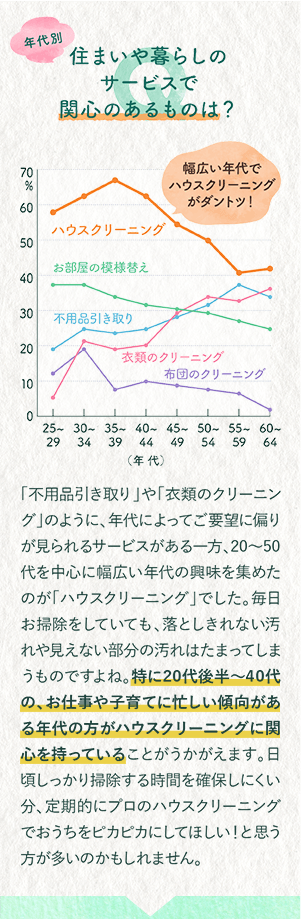 年代別
住まいや暮らしの
サービスで
関心のあるものは？
70
%
60
50
40
30
20
10
0
幅広い年代で
ハウスクリーニング
がダントツ！
ハウスクリーニング
お部屋の模様替え
不用品引き取り
衣類のクリーニング
布団のクリーニング
25~ 30~ 35~ 40~ 45~ 50~ 55~ 60~
29 34 39 44 49 54 59 64
（年 代）
「不用品引き取り」や「衣類のクリーニン
グ」のように、年代によってご要望に偏り
が見られるサービスがある一方、20〜50
代を中心に幅広い年代の興味を集めた
のが「ハウスクリーニング」でした。毎日
お掃除をしていても、落としきれない汚
れや見えない部分の汚れはたまってしま
うものですよね。特に20代後半〜40代
の、お仕事や子育てに忙しい傾向があ
る年代の方がハウスクリーニングに関
心を持っていることがうかがえます。日
頃しっかり掃除する時間を確保しにくい
分、定期的にプロのハウスクリーニング
でおうちをピカピカにしてほしい！と思う
方が多いのかもしれません。